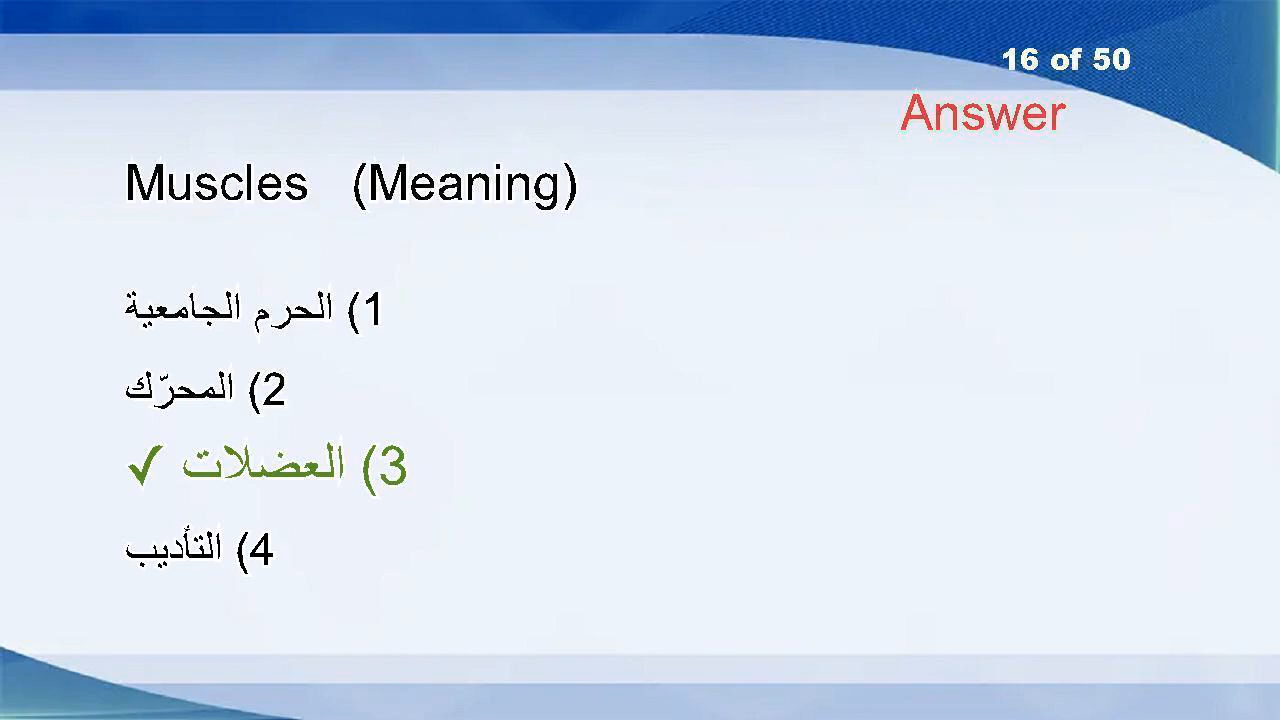 16 of 50
Answer
Muscles (Meaning)
1) الحرم الجامعية
2) المحرّك
3) العضلات ✓
4) التأديب